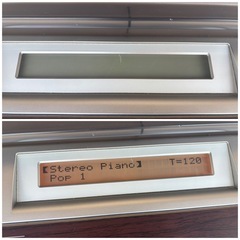 【Stereo Piano】 T=120
Pop 1